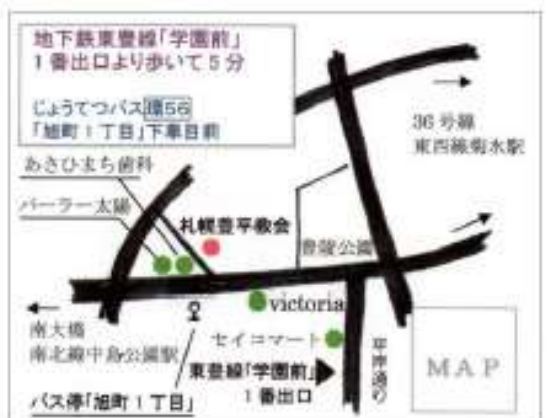 地下鉄東豊線「学園前」
1番出口より歩いて5分
じょうてつバス環56
「旭町1丁目」下車目前
あさひまち歯科
パーラー太陽
札幌豊平教会
36号線
東西線菊水駅
豊陵公園
victoria
南大橋
南北線中島公園駅
セイコマート
東豊線「学園前」
1番出口
平岸通り
バス停「旭町1丁目」
MAP